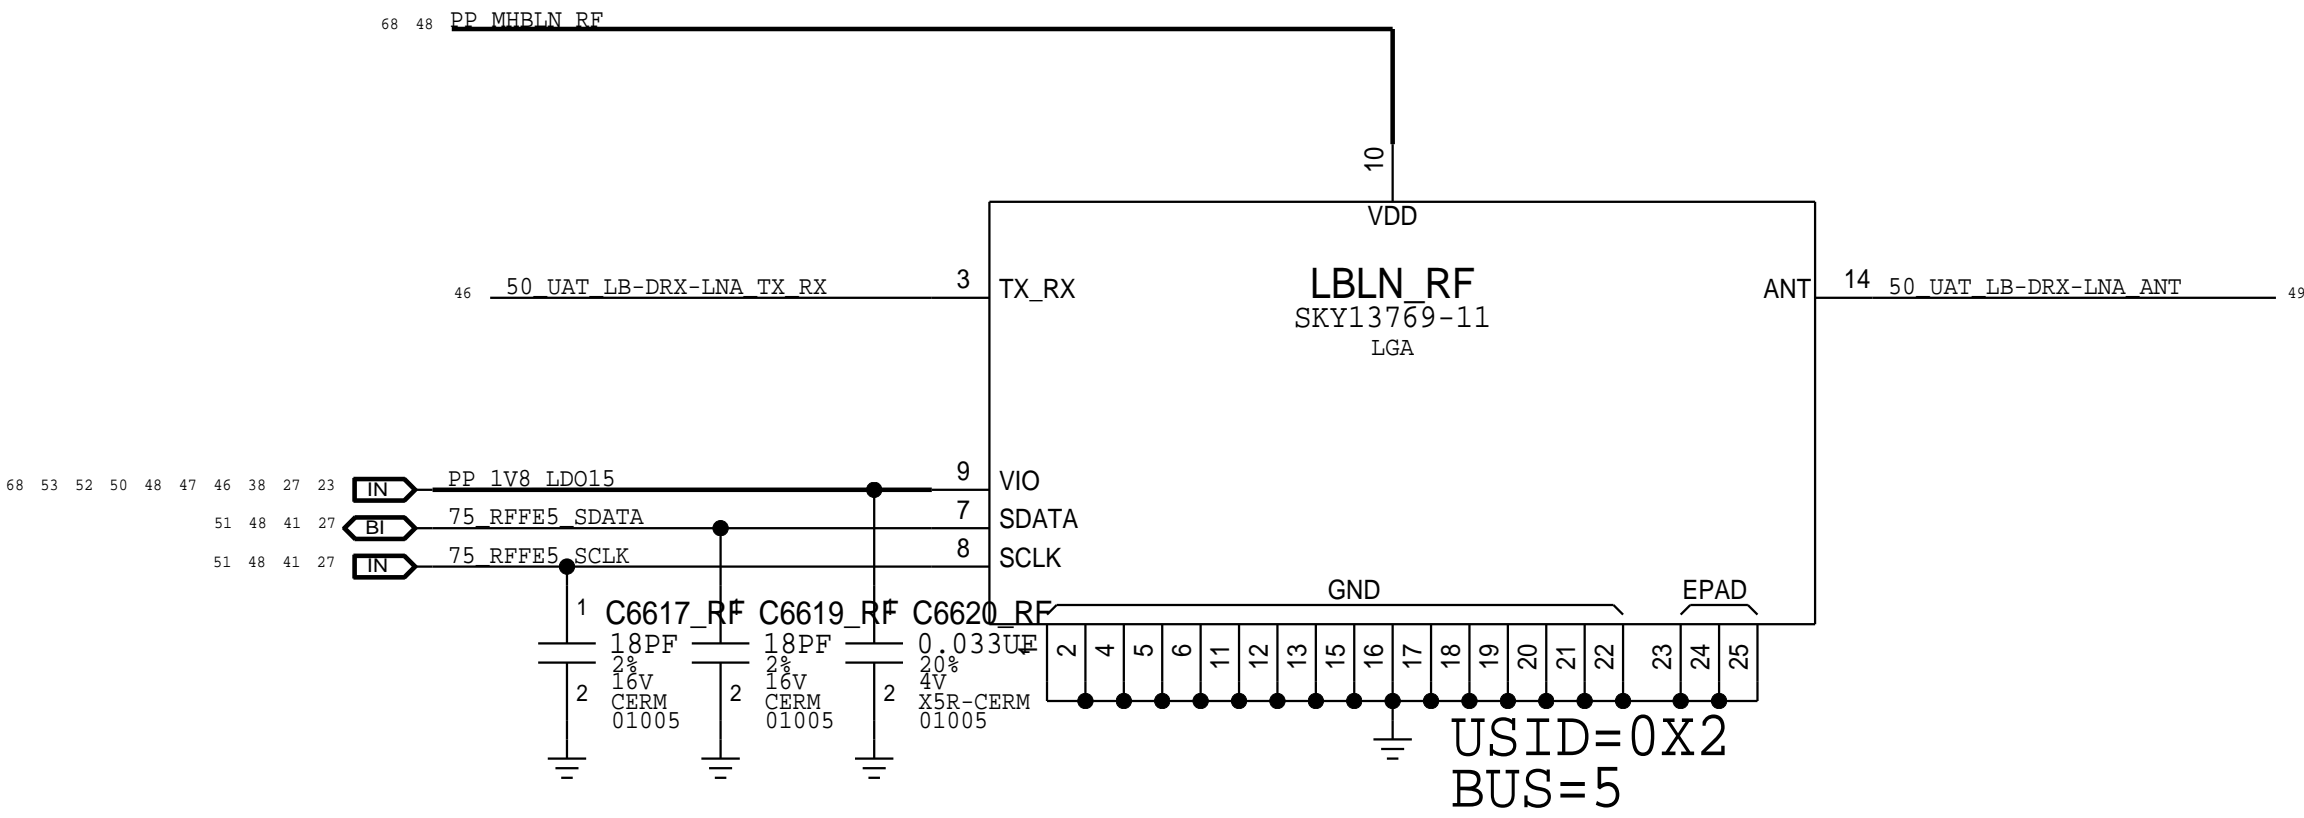 68 48 PP_MHBLN_RF
10
VDD
46 50_UAT_LB-DRX-LNA_TX_RX 3 TX_RX
LBLN_RF
SKY13769-11
LGA
ANT 14 50_UAT_LB-DRX-LNA_ANT 49
68 53 52 50 48 47 46 38 27 23 IN PP_1V8_LDO15 9 VIO
51 48 41 27 BI 75_RFFE5_SDATA 7 SDATA
51 48 41 27 IN 75_RFFE5_SCLK 8 SCLK
GND EPAD
1 C6617_RF
18PF
2%
16V
2 CERM
01005
1 C6619_RF
18PF
2%
16V
2 CERM
01005
1 C6620_RF
0.033UF
20%
4V
2 X5R-CERM
01005
2 4 5 6 11 12 13 15 16 17 18 19 20 21 22 23 24 25
USID=0X2
BUS=5